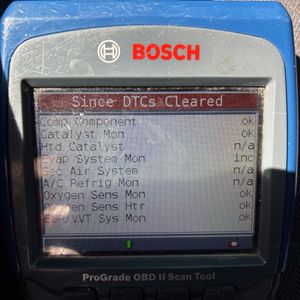 BOSCH
Since DTCs Cleared
Comp Component ok
Catalyst Mon ok
Htd Catalyst n/a
Evap System Mon inc
Sec Air System n/a
A/C Refrig Mon n/a
Oxygen Sens Mon ok
Oxygen Sens Htr ok
EGR/VVT Sys Mon ok
ProGrade OBD II Scan Tool